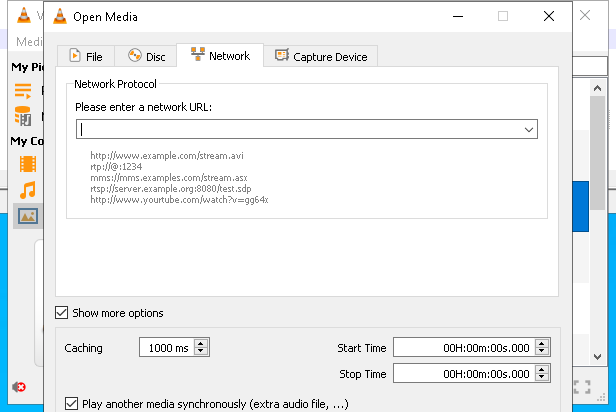 Open Media
Medi
My Pi
My Co
File
Disc
Network
Capture Device
Network Protocol
Please enter a network URL:
http://www.example.com/stream.avi
rtp://@:1234
mms://mms.examples.com/stream.asx
rtsp://server.example.org:8080/test.sdp
http://www.yourtube.com/watch?v=gg64x
Show more options
Caching
1000 ms
Start Time
00H:00m:00s.000
Stop Time
00H:00m:00s.000
Play another media synchronously (extra audio file, ...)